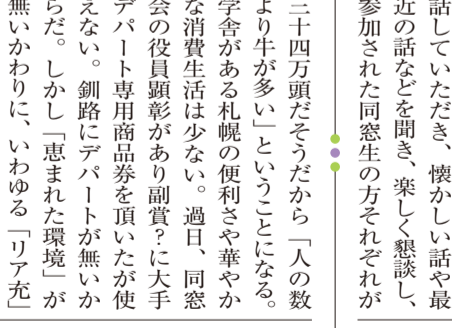 話していただき、懐かしい話や最
近の話などを聞き、楽しく懇談し、
参加された同窓生の方それぞれが
三十四万頭だそうだから「人の数
より牛が多い」ということになる。
学舎がある札幌の便利さや華やか
な消費生活は少ない。過日、同窓
会の役員顕彰があり副賞？に大手
デパート専用商品券を頂いたが使
えない。釧路にデパートが無いか
らだ。しかし「恵まれた環境」が
無いかわりに、いわゆる「リア充」